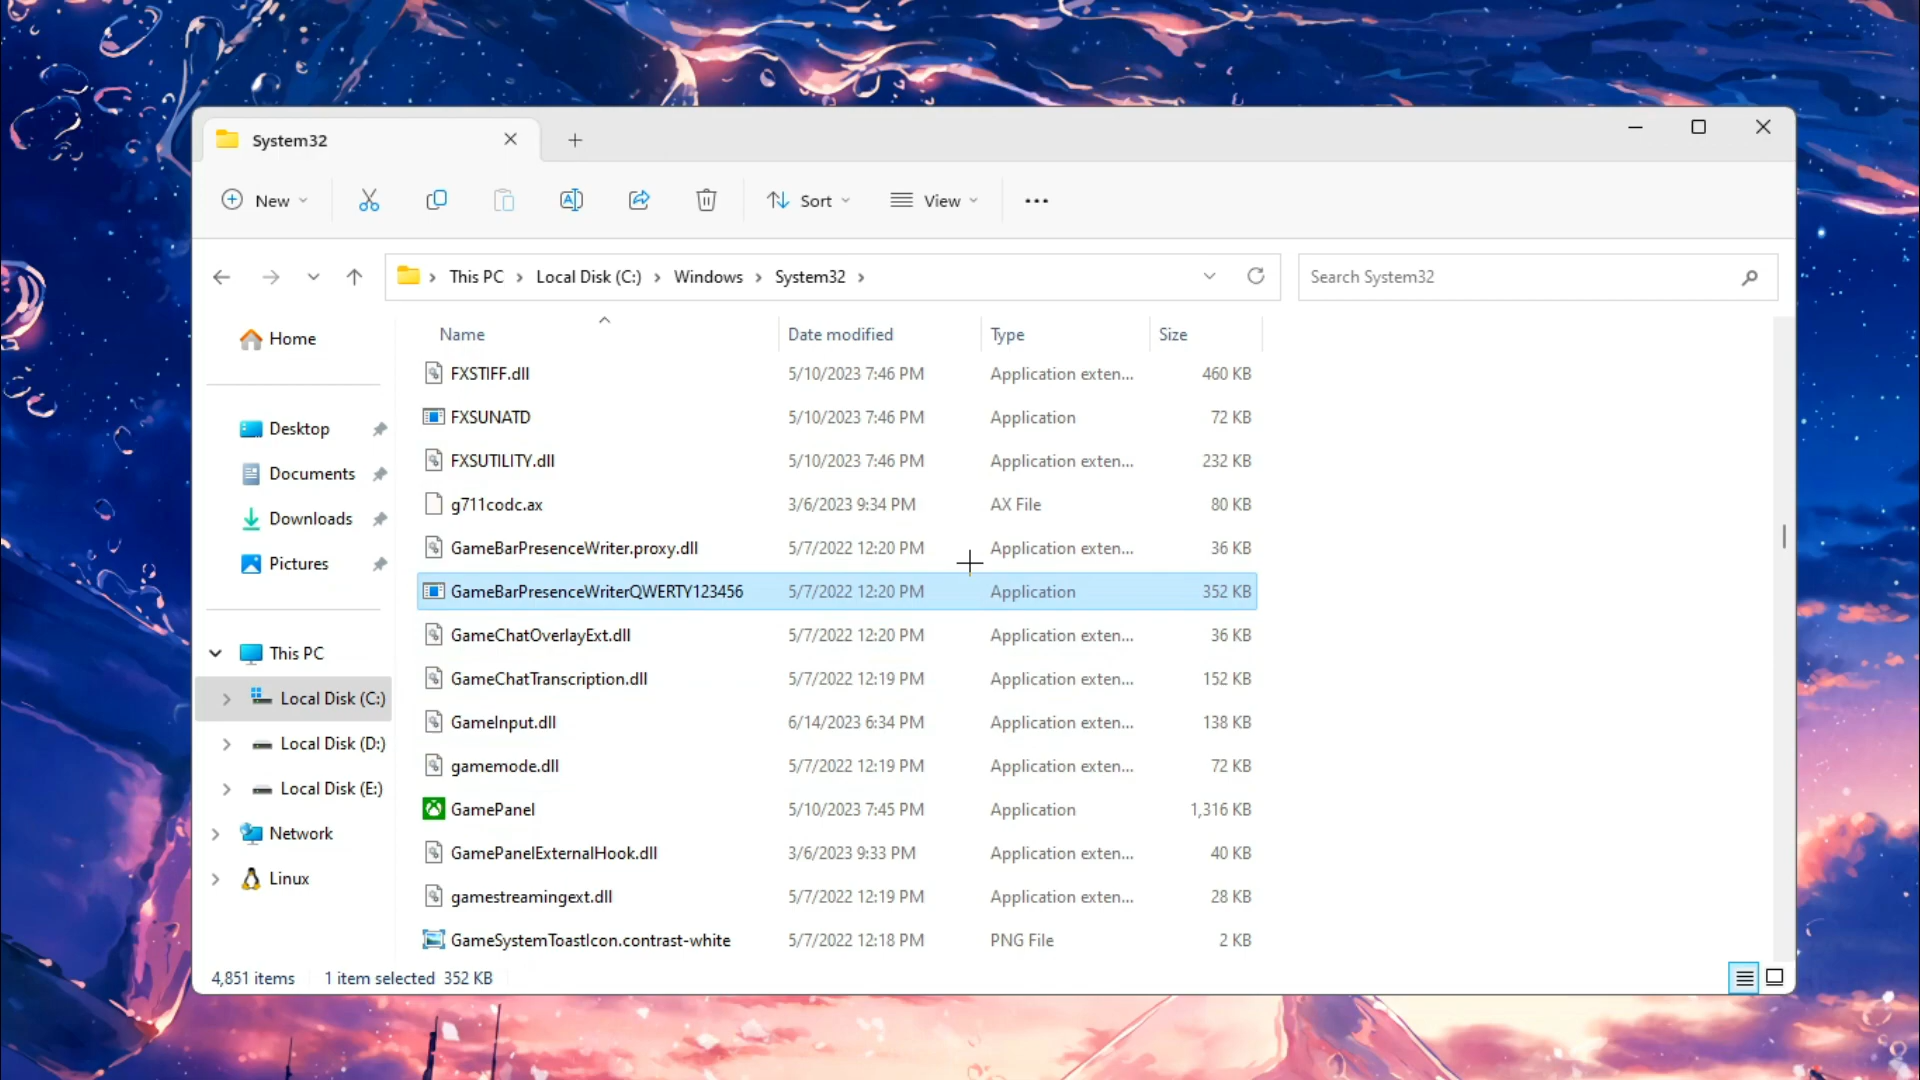 System32
New
Sort
View
This PC
Local Disk (C:)
Windows
System32
Search System32
Home
Desktop
Documents
Downloads
Pictures
This PC
Local Disk (C:)
Local Disk (D:)
Local Disk (E:)
Network
Linux
Name Date modified Type Size
FXSTIFF.dll 5/10/2023 7:46 PM Application exten... 460 KB
FXSUNATD 5/10/2023 7:46 PM Application 72 KB
FXSUTILITY.dll 5/10/2023 7:46 PM Application exten... 232 KB
g711codc.ax 3/6/2023 9:34 PM AX File 80 KB
GameBarPresenceWriter.proxy.dll 5/7/2022 12:20 PM Application exten... 36 KB
GameBarPresenceWriterQWERTY123456 5/7/2022 12:20 PM Application 352 KB
GameChatOverlayExt.dll 5/7/2022 12:20 PM Application exten... 36 KB
GameChatTranscription.dll 5/7/2022 12:19 PM Application exten... 152 KB
GameInput.dll 6/14/2023 6:34 PM Application exten... 138 KB
gamemode.dll 5/7/2022 12:19 PM Application exten... 72 KB
GamePanel 5/10/2023 7:45 PM Application 1,316 KB
GamePanelExternalHook.dll 3/6/2023 9:33 PM Application exten... 40 KB
gamestreamingext.dll 5/7/2022 12:19 PM Application exten... 28 KB
GameSystemToastIcon.contrast-white 5/7/2022 12:18 PM PNG File 2 KB
4,851 items 1 item selected 352 KB